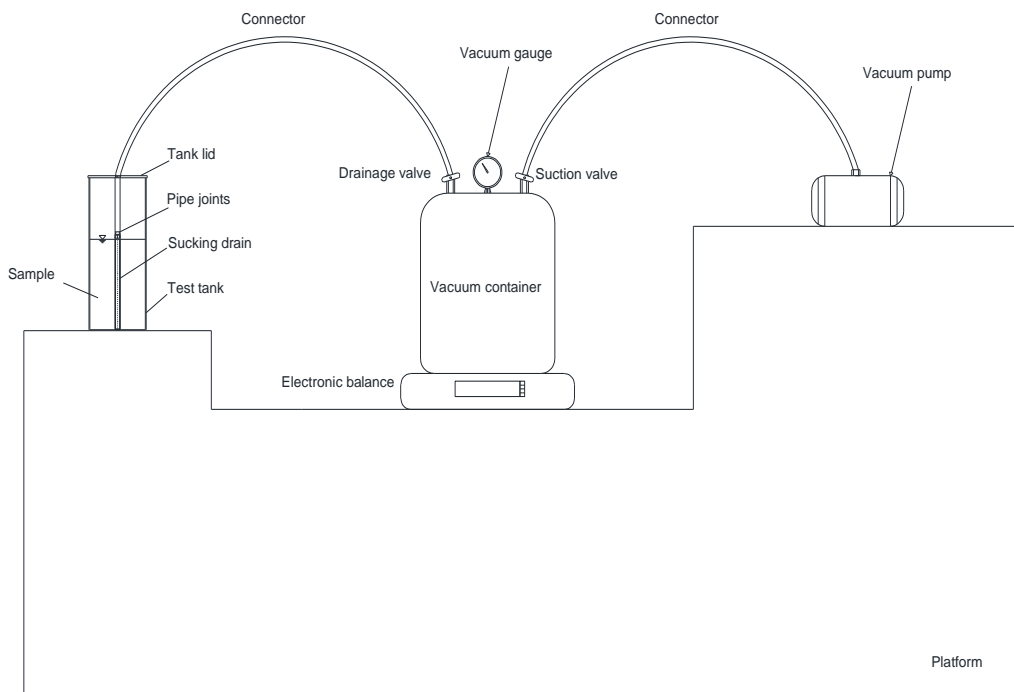 Connector
Connector
Vacuum gauge
Vacuum pump
Tank lid
Drainage valve
Suction valve
Pipe joints
Sucking drain
Sample
Test tank
Vacuum container
Electronic balance
Platform